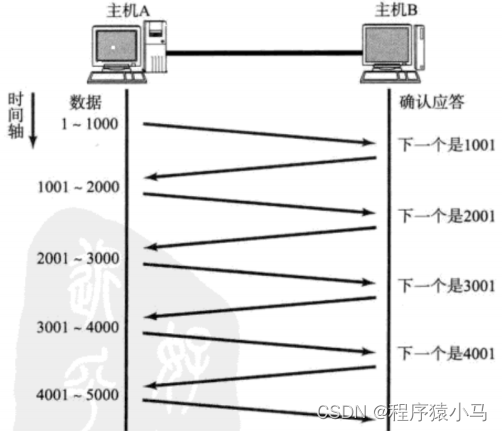 主机A
主机B
A
时间轴
数据
确认应答
1 ~ 1000
下一个是1001
1001 ~ 2000
下一个是2001
2001 ~ 3000
下一个是3001
3001 ~ 4000
下一个是4001
4001 ~ 5000
CSDN @程序猿小马